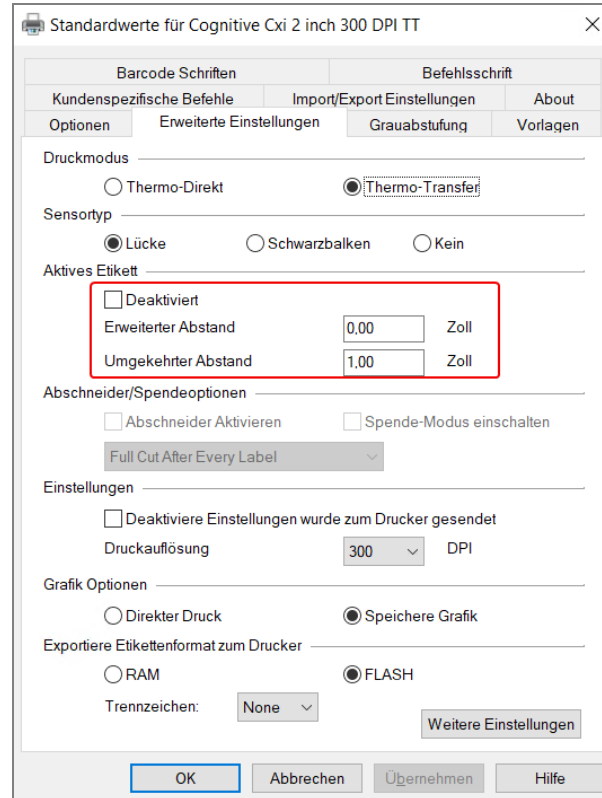 Standardwerte für Cognitive Cxi 2 inch 300 DPI TT
Barcode Schriften Befehlsschrift
Kundenspezifische Befehle Import/Export Einstellungen About
Optionen Erweiterte Einstellungen Grauabstufung Vorlagen
Druckmodus
Thermo-Direkt Thermo-Transfer
Sensortyp
Lücke Schwarzbalken Kein
Aktives Etikett
Deaktiviert
Erweiterter Abstand 0,00 Zoll
Umgekehrter Abstand 1,00 Zoll
Abschneider/Spendeoptionen
Abschneider Aktivieren Spende-Modus einschalten
Full Cut After Every Label
Einstellungen
Deaktiviere Einstellungen wurde zum Drucker gesendet
Druckauflösung 300 DPI
Grafik Optionen
Direkter Druck Speichere Grafik
Exportiere Etikettenformat zum Drucker
RAM FLASH
Trennzeichen: None
Weitere Einstellungen
OK Abbrechen Übernehmen Hilfe